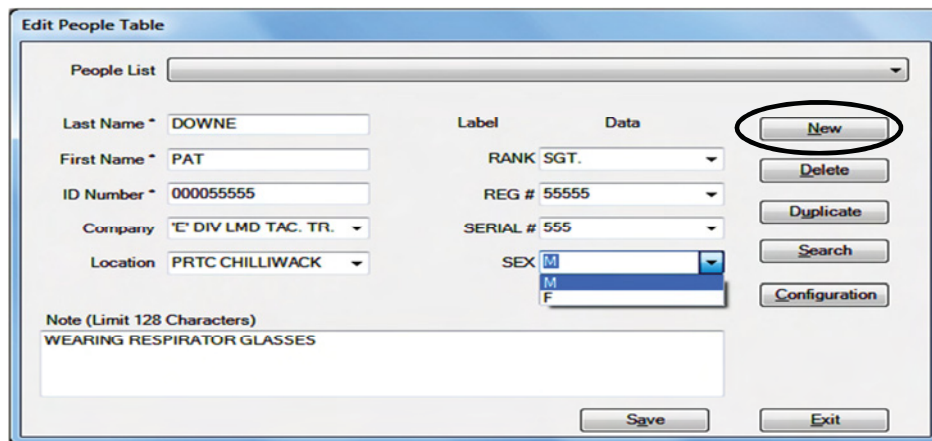 Edit People Table
People List
Last Name * DOWNE Label Data New
First Name * PAT RANK SGT. Delete
ID Number * 000055555 REG # 55555 Duplicate
Company 'E' DIV LMD TAC. TR. SERIAL # 555 Search
Location PRTC CHILLIWACK SEX M Configuration
M
F
Note (Limit 128 Characters)
WEARING RESPIRATOR GLASSES
Save Exit